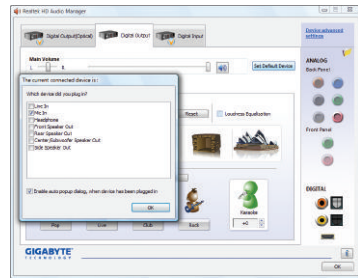 Realtek HD Audio Manager
Digital Output(Optical)
Digital Output
Digital Input
Device advanced settings
Main Volume
L
R
Set Default Device
ANALOG
Back Panel
The current connected device is :
Which device did you plug in?
Line In
Mic In
Headphone
Front Speaker Out
Rear Speaker Out
Center/Subwoofer Speaker Out
Side Speaker Out
Enable auto popup dialog, when device has been plugged in
OK
Reset
Loudness Equalization
Front Panel
DIGITAL
Karaoke
+0
Pop
Live
Club
Rock
GIGABYTE
TECHNOLOGY
OK